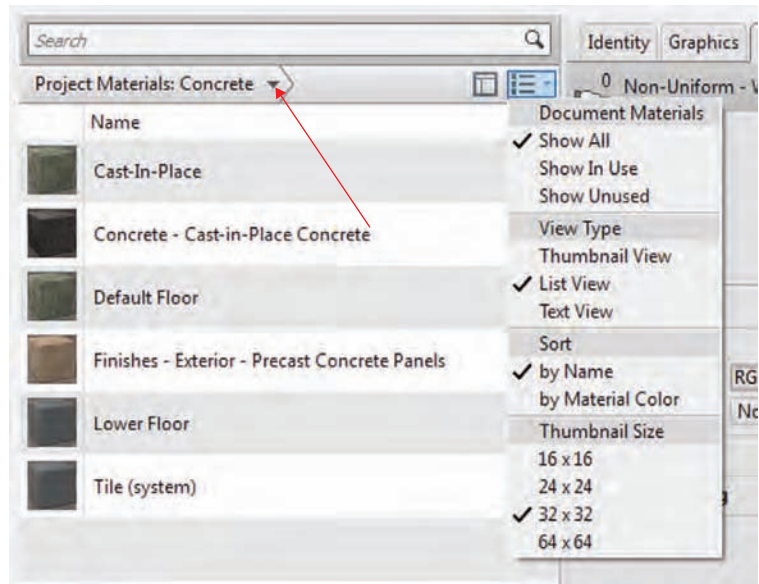 Search
Identity Graphics
Project Materials: Concrete
0 Non-Uniform -
Name
Cast-In-Place
Concrete - Cast-in-Place Concrete
Default Floor
Finishes - Exterior - Precast Concrete Panels
Lower Floor
Tile (system)
Document Materials
Show All
Show In Use
Show Unused
View Type
Thumbnail View
List View
Text View
Sort
by Name
by Material Color
Thumbnail Size
16 x 16
24 x 24
32 x 32
64 x 64
RG